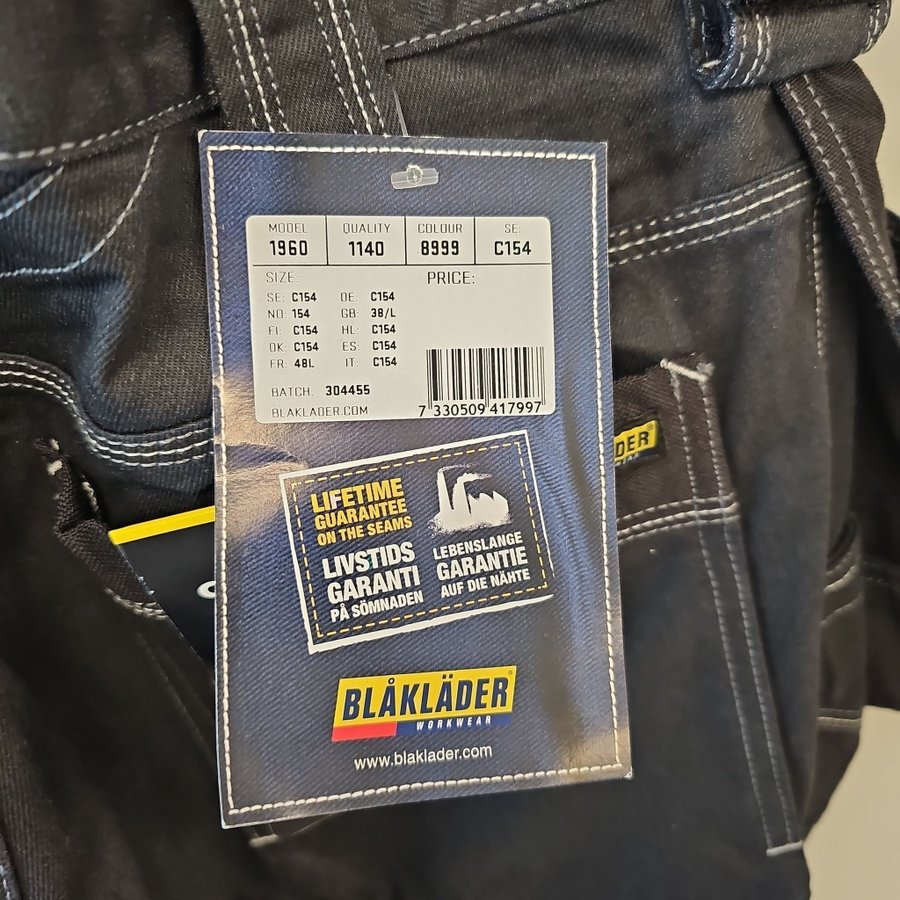 MODEL QUALITY COLOUR SE:
1960 1140 8999 C154
SIZE: PRICE:
SE: C154 DE: C154
NO: 154 GB: 38/L
FI: C154 HL: C154
DK: C154 ES: C154
FR: 48L IT: C154
BATCH: 304455
BLAKLADER.COM
7 330509 417997
LIFETIME
GUARANTEE
ON THE SEAMS
LIVSTIDS
GARANTI
PÅ SÖMNADEN
LEBENSLANGE
GARANTIE
AUF DIE NÄHTE
BLÅKLÄDER
WORKWEAR
www.blaklader.com